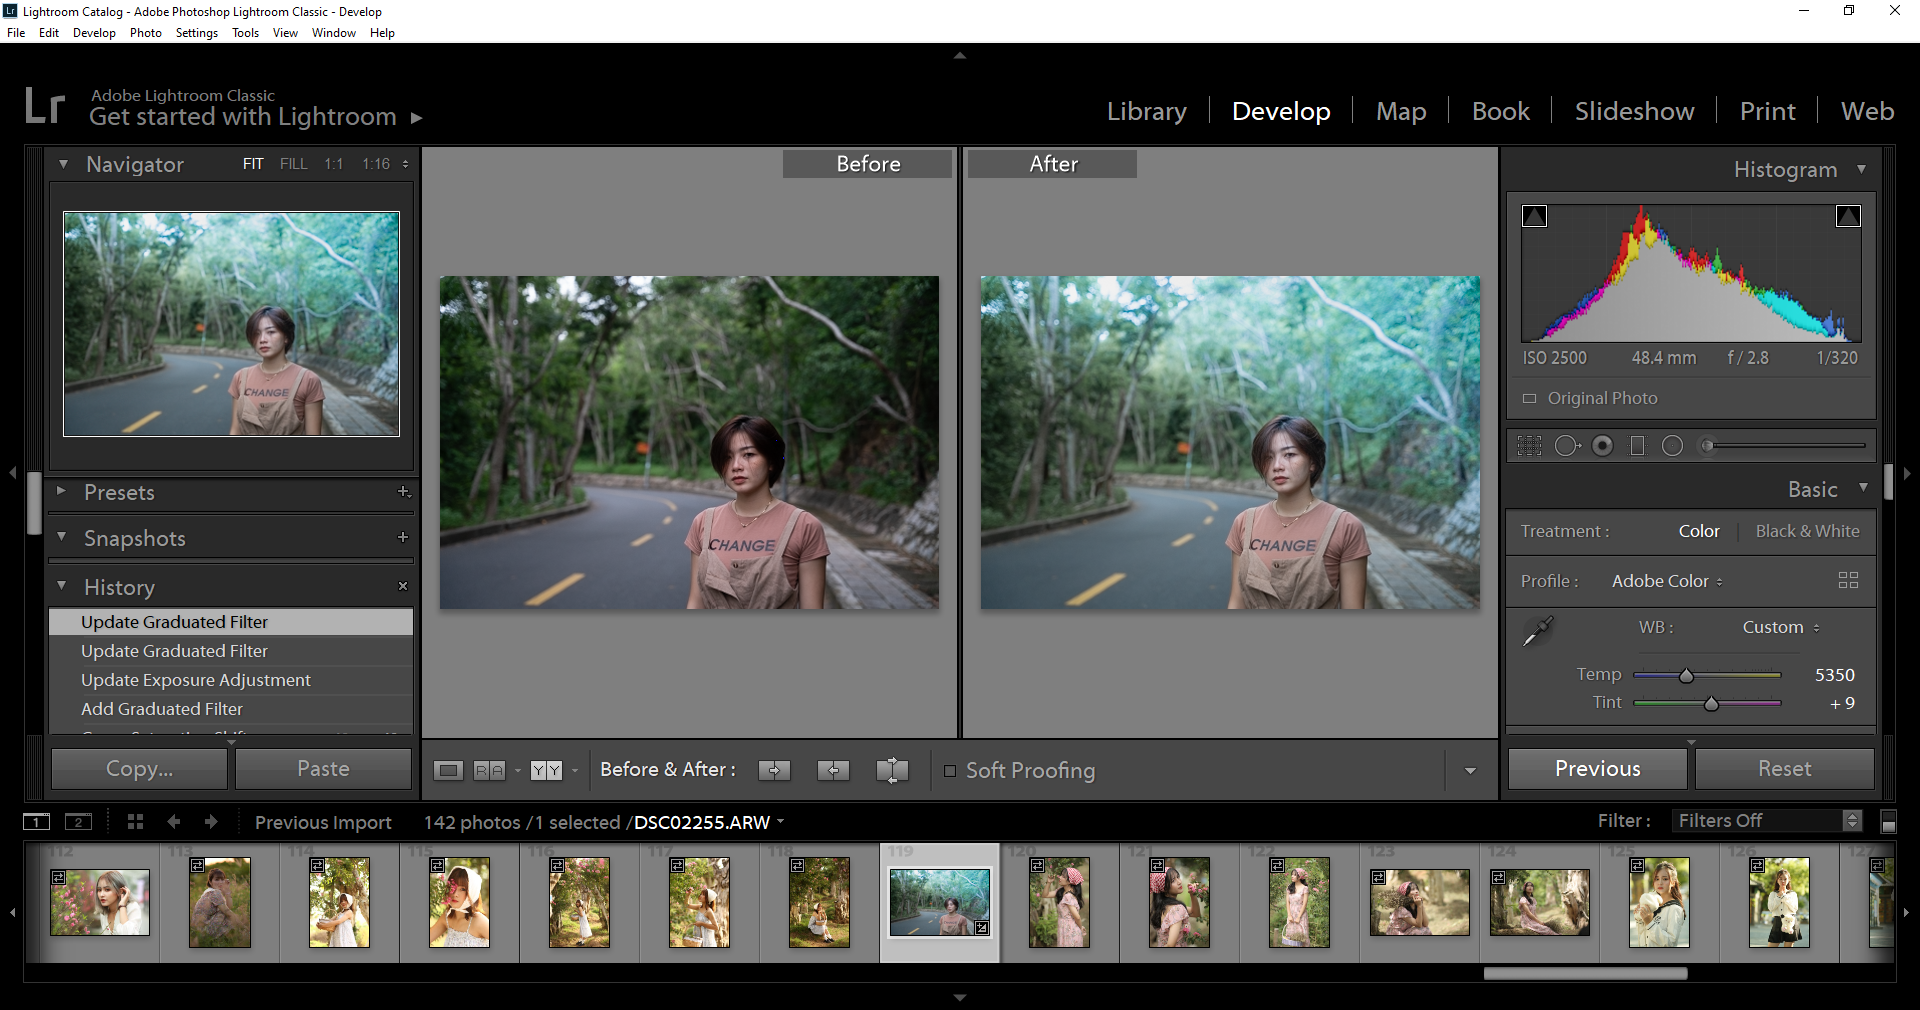 Lr Lightroom Catalog - Adobe Photoshop Lightroom Classic - Develop
File Edit Develop Photo Settings Tools View Window Help
Lr
Adobe Lightroom Classic
Get started with Lightroom
Library Develop Map Book Slideshow Print Web
Navigator FIT FILL 1:1 1:16
CHANGE
Presets
Snapshots
History
Update Graduated Filter
Update Graduated Filter
Update Exposure Adjustment
Add Graduated Filter
Copy... Paste
Before After
CHANGE CHANGE
R A Y Y Before & After : Soft Proofing
Histogram
ISO 2500 48.4 mm f / 2.8 1/320
Original Photo
Basic
Treatment : Color Black & White
Profile : Adobe Color
WB : Custom
Temp 5350
Tint + 9
Previous Reset
1 2 Previous Import 142 photos /1 selected /DSC02255.ARW Filter : Filters Off
112 113 114 115 116 117 118 119 120 121 122 123 124 125 126 127